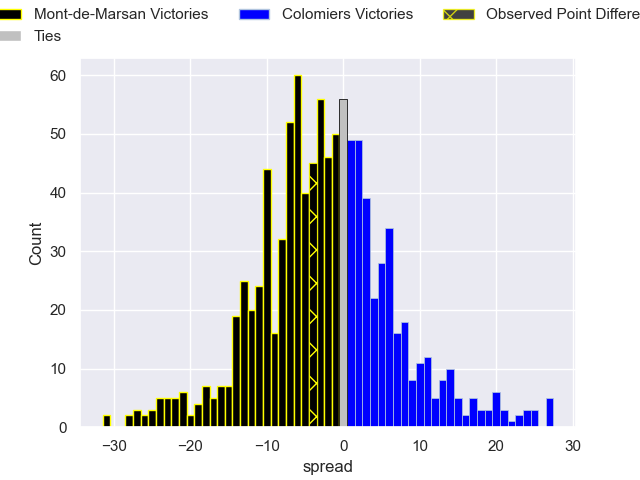 Mont-de-Marsan Victories Colomiers Victories Observed Point Differe
Ties
60
50
40
30
20
10
0
Count
−30 −20 −10 0 10 20 30
spread